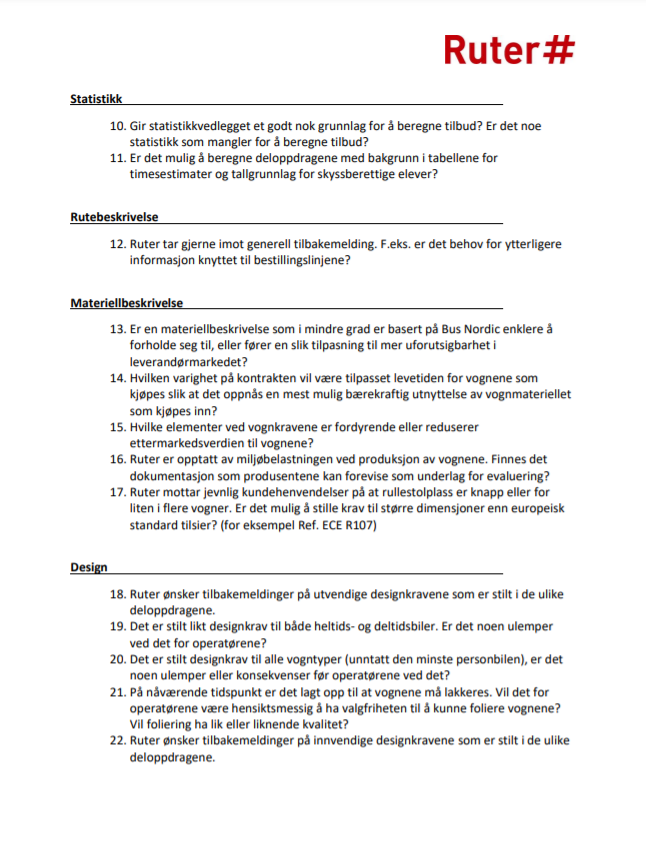 Ruter#
Statistikk
10. Gir statistikkvedlegget et godt nok grunnlag for å beregne tilbud? Er det noe
statistikk som mangler for å beregne tilbud?
11. Er det mulig å beregne deloppdragene med bakgrunn i tabellene for
timesestimater og tallgrunnlag for skyssberettige elever?
Rutebeskrivelse
12. Ruter tar gjerne imot generell tilbakemelding. F.eks. er det behov for ytterligere
informasjon knyttet til bestillingslinjene?
Materiellbeskrivelse
13. Er en materiellbeskrivelse som i mindre grad er basert på Bus Nordic enklere å
forholde seg til, eller fører en slik tilpasning til mer uforutsigbarhet i
leverandørmarkedet?
14. Hvilken varighet på kontrakten vil være tilpasset levetiden for vognene som
kjøpes slik at det oppnås en mest mulig bærekraftig utnyttelse av vognmateriellet
som kjøpes inn?
15. Hvilke elementer ved vognkravene er fordyrende eller reduserer
ettermarkedsverdien til vognene?
16. Ruter er opptatt av miljøbelastningen ved produksjon av vognene. Finnes det
dokumentasjon som produsentene kan forevise som underlag for evaluering?
17. Ruter mottar jevnlig kundehenvendelser på at rullestolplass er knapp eller for
liten i flere vogner. Er det mulig å stille krav til større dimensjoner enn europeisk
standard tilsier? (for eksempel Ref. ECE R107)
Design
18. Ruter ønsker tilbakemeldinger på utvendige designkravene som er stilt i de ulike
deloppdragene.
19. Det er stilt likt designkrav til både heltids- og deltidsbiler. Er det noen ulemper
ved det for operatørene?
20. Det er stilt designkrav til alle vogntyper (unntatt den minste personbilen), er det
noen ulemper eller konsekvenser før operatørene ved det?
21. På nåværende tidspunkt er det lagt opp til at vognene må lakkeres. Vil det for
operatørene være hensiktsmessig å ha valgfriheten til å kunne foliere vognene?
Vil foliering ha lik eller liknende kvalitet?
22. Ruter ønsker tilbakemeldinger på innvendige designkravene som er stilt i de ulike
deloppdragene.